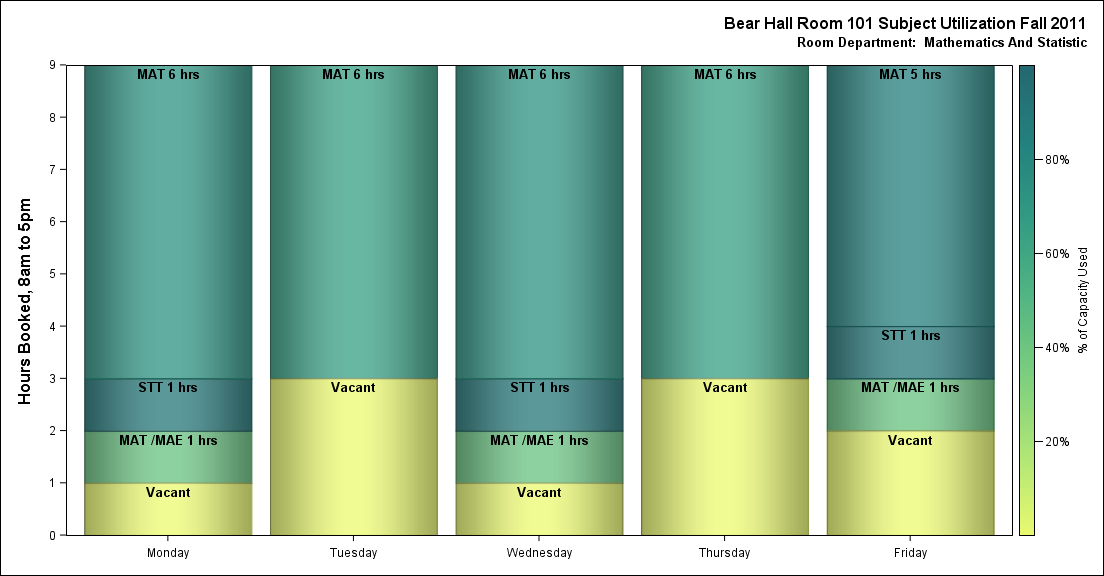 Bear Hall Room 101 Subject Utilization Fall 2011
Room Department:  Mathematics And Statistic
Hours Booked, 8am to 5pm
9
8
7
6
5
4
3
2
1
0
MAT 6 hrs
STT 1 hrs
MAT /MAE 1 hrs
Vacant
Monday
MAT 6 hrs
Vacant
Tuesday
MAT 6 hrs
STT 1 hrs
MAT /MAE 1 hrs
Vacant
Wednesday
MAT 6 hrs
Vacant
Thursday
MAT 5 hrs
STT 1 hrs
MAT /MAE 1 hrs
Vacant
Friday
80%
60%
40%
20%
% of Capacity Used